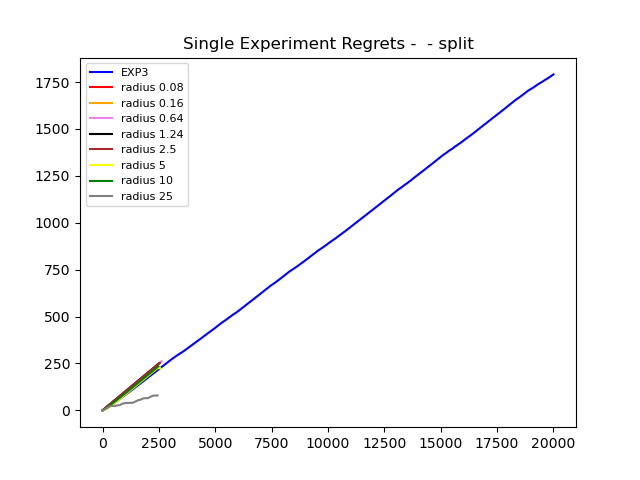 Single Experiment Regrets -  - split
EXP3
radius 0.08
radius 0.16
radius 0.64
radius 1.24
radius 2.5
radius 5
radius 10
radius 25
1750
1500
1250
1000
750
500
250
0
0 2500 5000 7500 10000 12500 15000 17500 20000